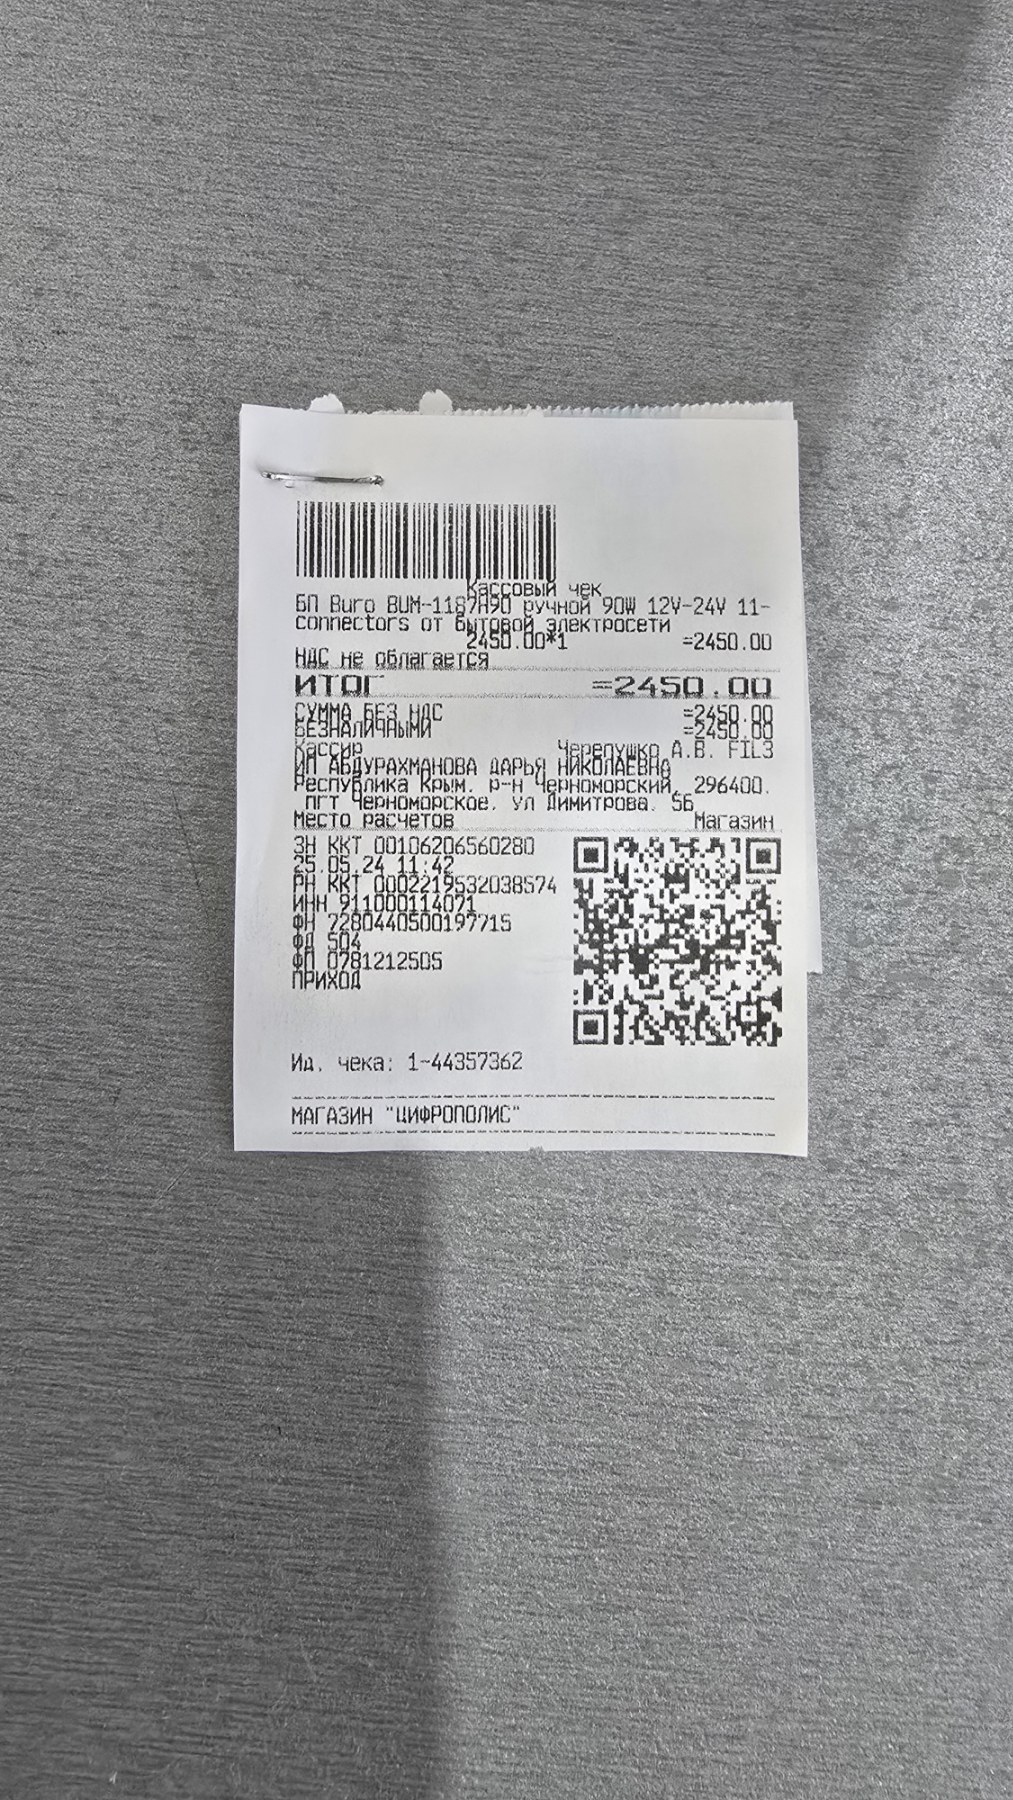 Кассовый чек
БП Buro BUM-1187H90 ручной 90W 12V-24V 11-
connectors от бытовой электросети
2450.00*1 =2450.00
НДС не облагается
ИТОГ =2450.00
СУММА БЕЗ НДС =2450.00
БЕЗНАЛИЧНЫМИ =2450.00
Кассир Черепушко А.В. FIL3
ИП АБДУРАХМАНОВА ДАРЬЯ НИКОЛАЕВНА
Республика Крым, р-н Черноморский, 296400,
пгт Черноморское, ул Димитрова, 5Б
Место расчетов Магазин
ЗН ККТ 00106206560280
25.05.24 11:42
РН ККТ 0002219532038574
ИНН 911000114071
ФН 7280440500197715
ФД 504
ФП 0781212505
ПРИХОД
Ид. чека: 1-44357362
МАГАЗИН "ЦИФРОПОЛИС"